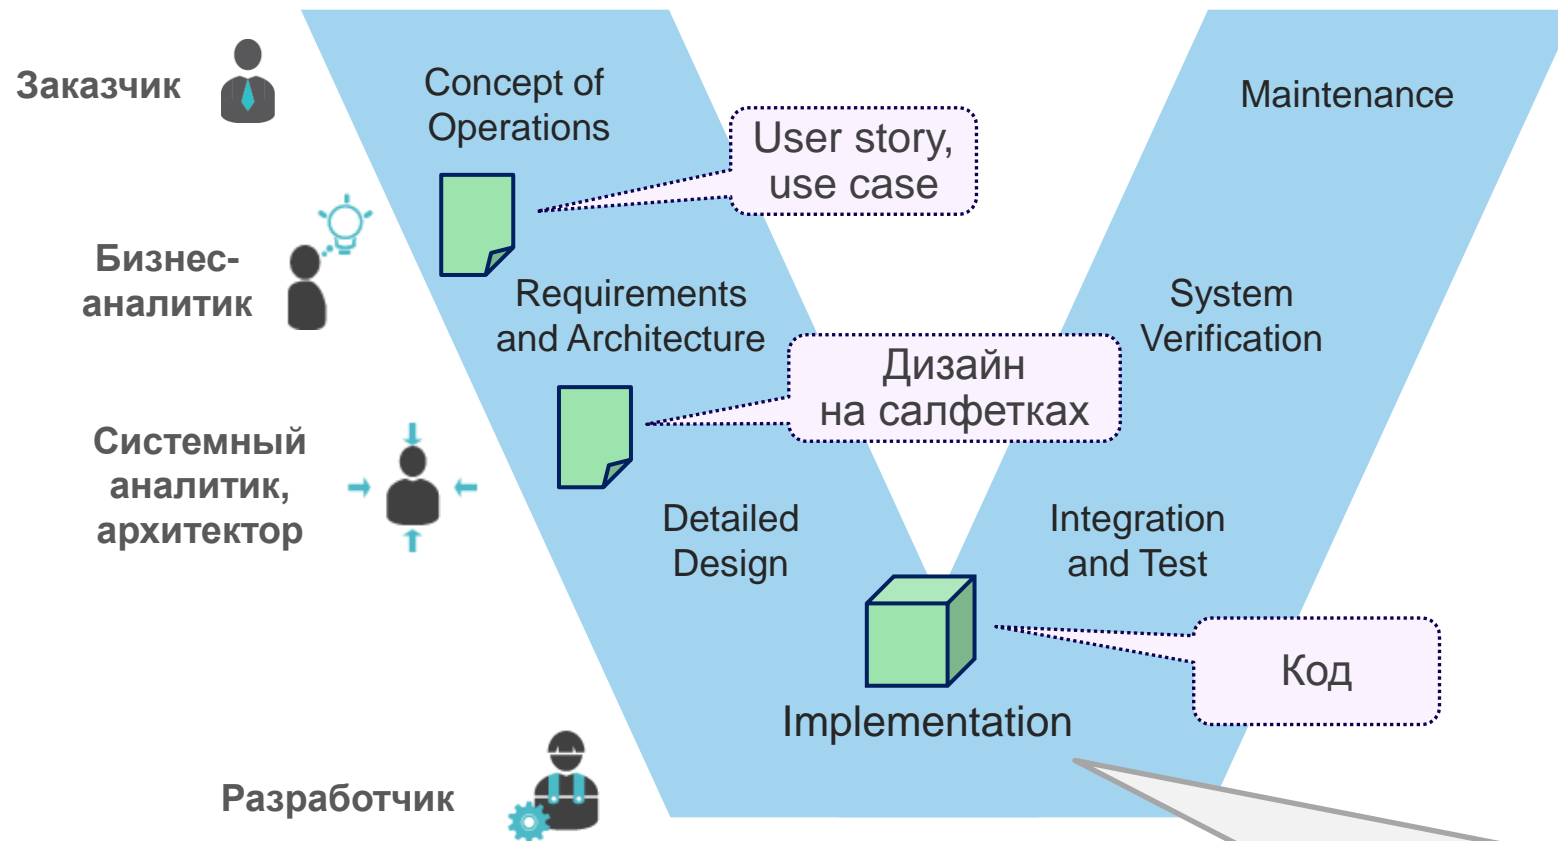 Заказчик
Concept of
Operations
Maintenance
User story,
use case
Бизнес-
аналитик
Requirements
and Architecture
System
Verification
Дизайн
на салфетках
Системный
аналитик,
архитектор
Detailed
Design
Integration
and Test
Код
Implementation
Разработчик